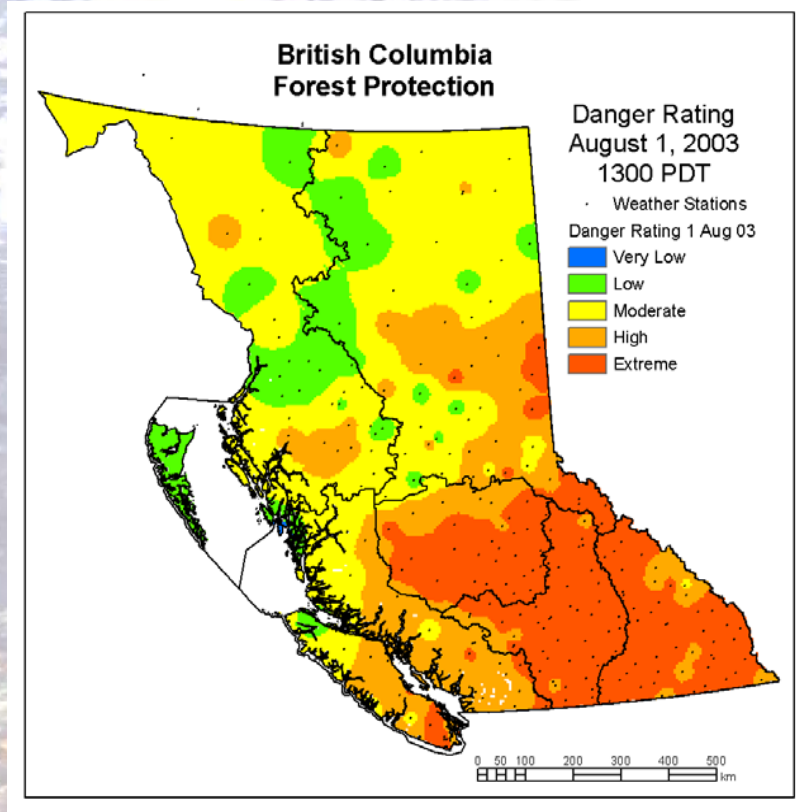 British Columbia
Forest Protection
Danger Rating
August 1, 2003
1300 PDT
Weather Stations
Danger Rating 1 Aug 03
Very Low
Low
Moderate
High
Extreme
0 50 100 200 300 400 500
km